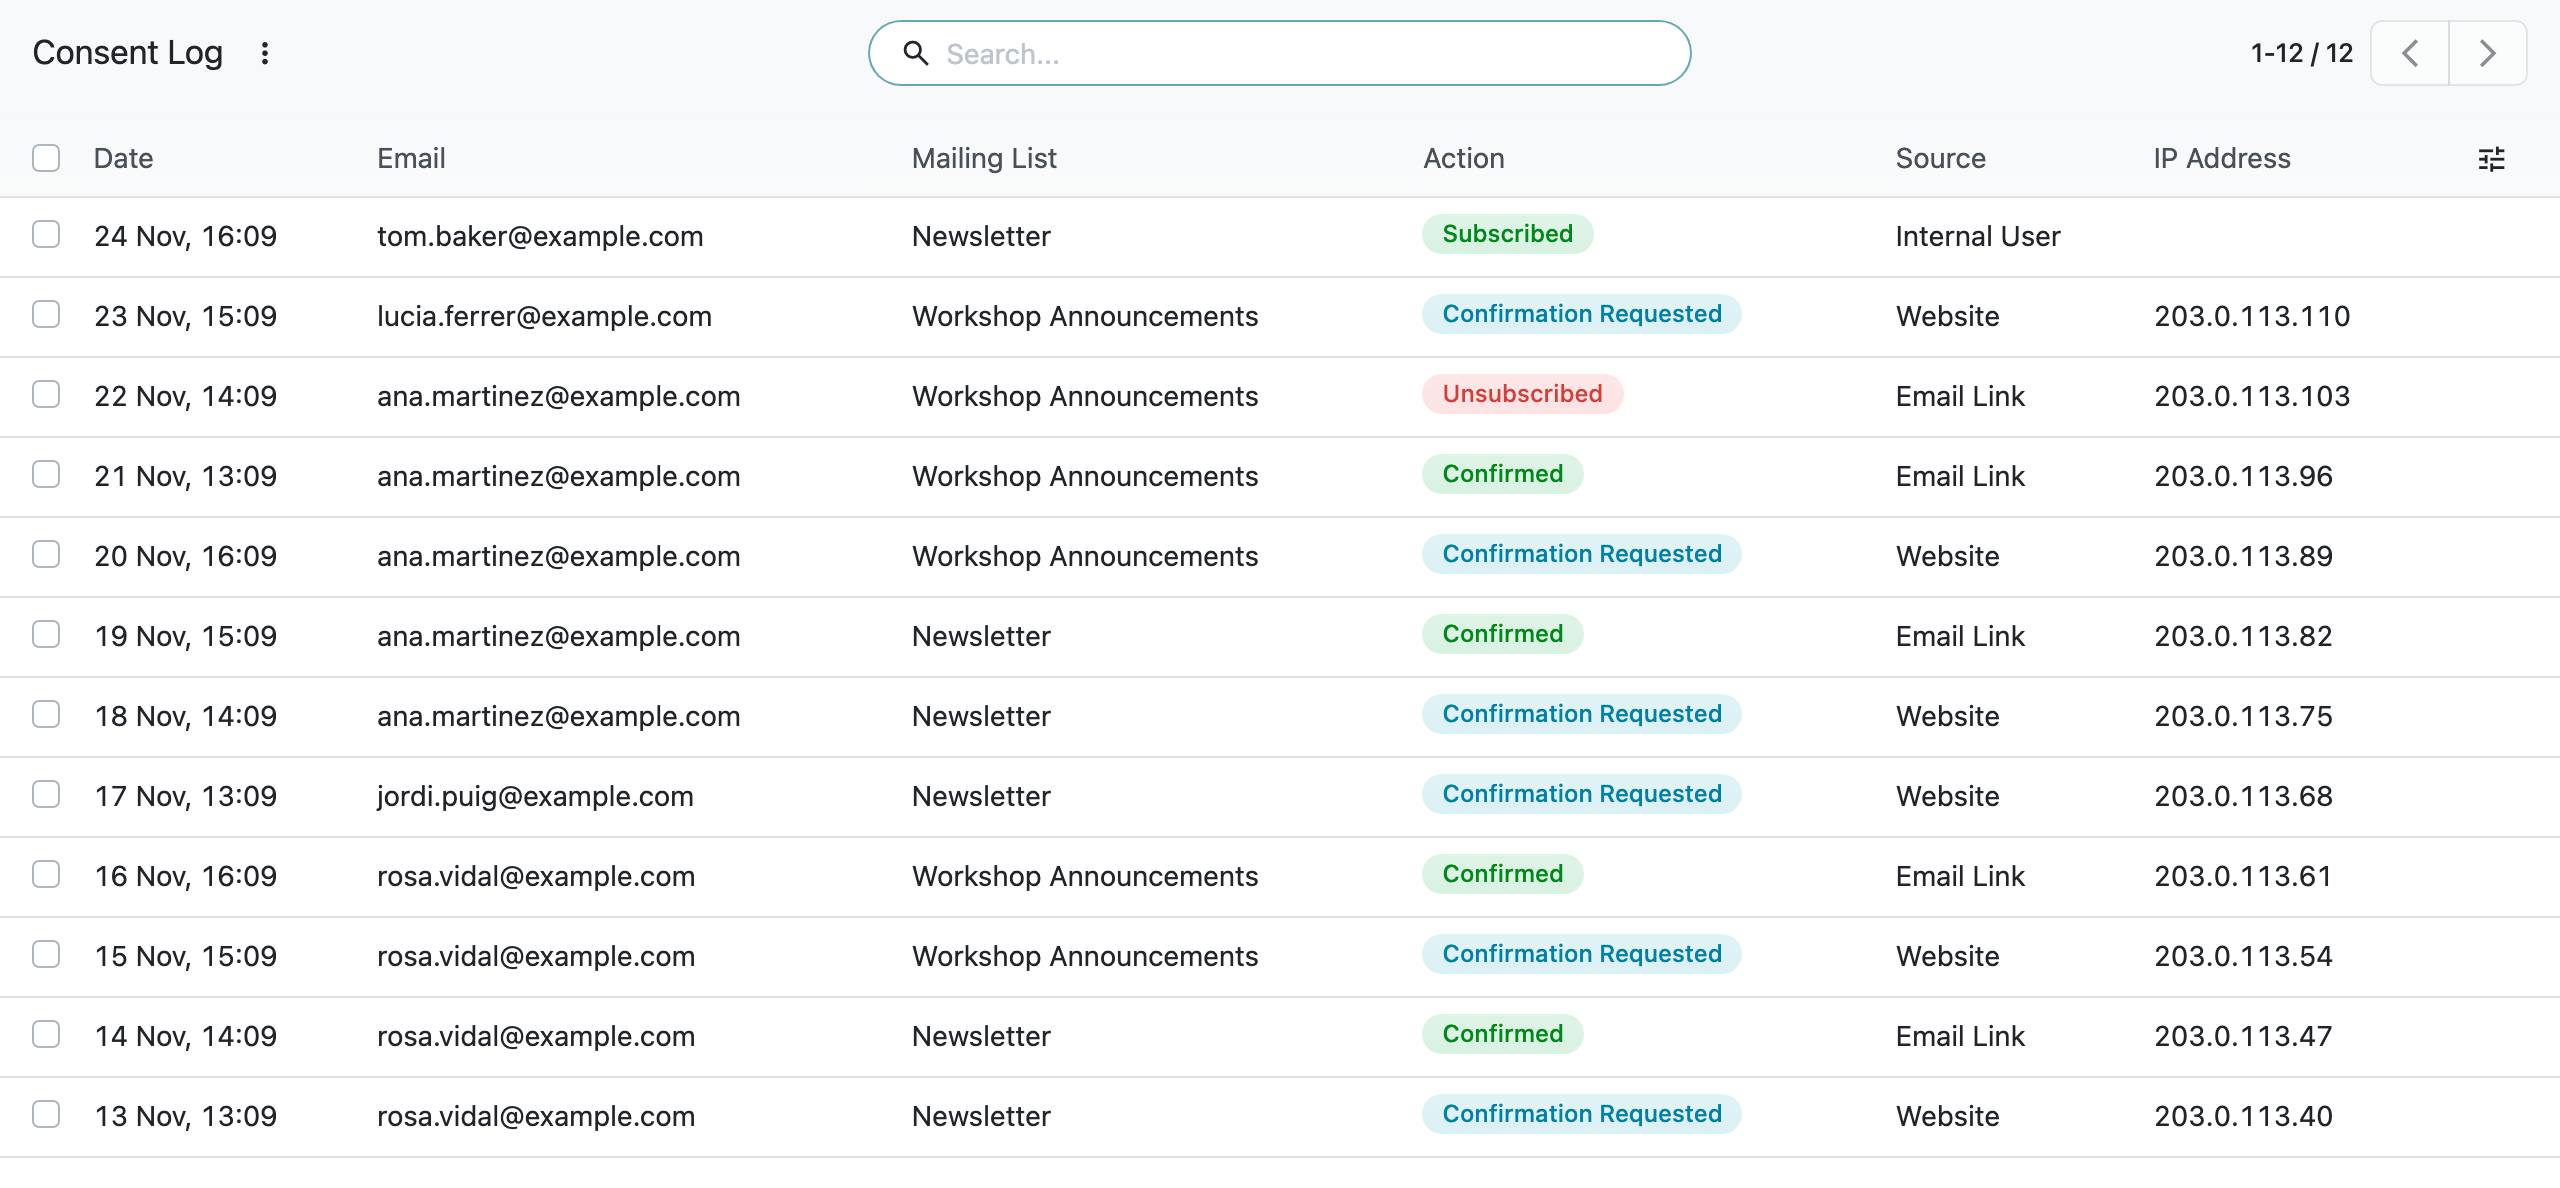 Consent Log
Search...
1-12 / 12
Date Email Mailing List Action Source IP Address
24 Nov, 16:09 tom.baker@example.com Newsletter Subscribed Internal User
23 Nov, 15:09 lucia.ferrer@example.com Workshop Announcements Confirmation Requested Website 203.0.113.110
22 Nov, 14:09 ana.martinez@example.com Workshop Announcements Unsubscribed Email Link 203.0.113.103
21 Nov, 13:09 ana.martinez@example.com Workshop Announcements Confirmed Email Link 203.0.113.96
20 Nov, 16:09 ana.martinez@example.com Workshop Announcements Confirmation Requested Website 203.0.113.89
19 Nov, 15:09 ana.martinez@example.com Newsletter Confirmed Email Link 203.0.113.82
18 Nov, 14:09 ana.martinez@example.com Newsletter Confirmation Requested Website 203.0.113.75
17 Nov, 13:09 jordi.puig@example.com Newsletter Confirmation Requested Website 203.0.113.68
16 Nov, 16:09 rosa.vidal@example.com Workshop Announcements Confirmed Email Link 203.0.113.61
15 Nov, 15:09 rosa.vidal@example.com Workshop Announcements Confirmation Requested Website 203.0.113.54
14 Nov, 14:09 rosa.vidal@example.com Newsletter Confirmed Email Link 203.0.113.47
13 Nov, 13:09 rosa.vidal@example.com Newsletter Confirmation Requested Website 203.0.113.40